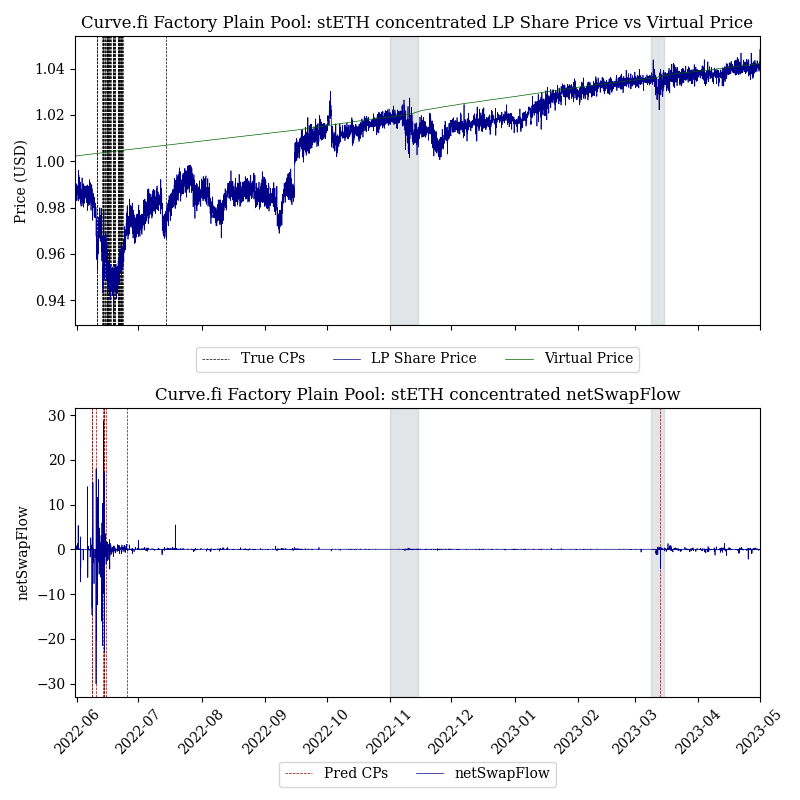 Curve.fi Factory Plain Pool: stETH concentrated LP Share Price vs Virtual Price
Price (USD)
1.04
1.02
1.00
0.98
0.96
0.94
True CPs LP Share Price Virtual Price
Curve.fi Factory Plain Pool: stETH concentrated netSwapFlow
netSwapFlow
30
20
10
0
−10
−20
−30
2022-06 2022-07 2022-08 2022-09 2022-10 2022-11 2022-12 2023-01 2023-02 2023-03 2023-04 2023-05
Pred CPs netSwapFlow